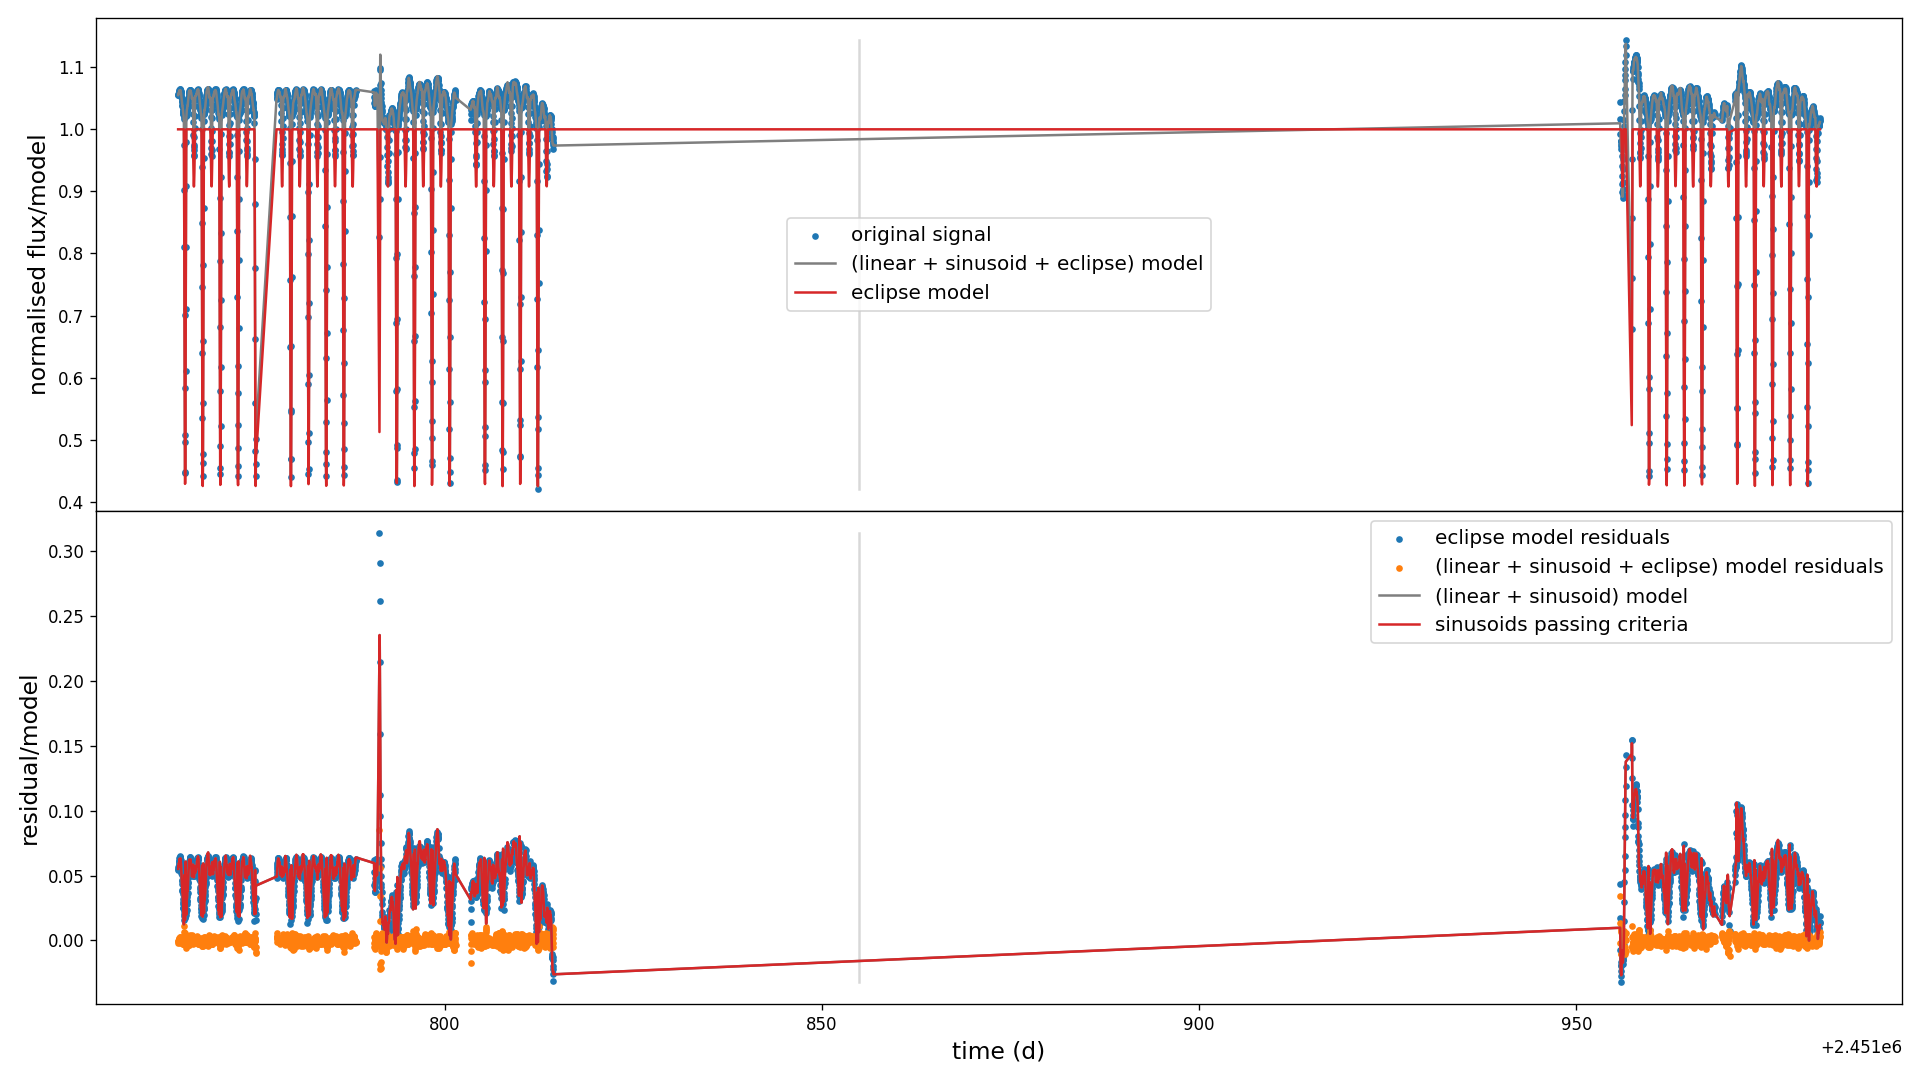 normalised flux/model
1.1
1.0
0.9
0.8
0.7
0.6
0.5
0.4
original signal
(linear + sinusoid + eclipse) model
eclipse model
residual/model
0.30
0.25
0.20
0.15
0.10
0.05
0.00
eclipse model residuals
(linear + sinusoid + eclipse) model residuals
(linear + sinusoid) model
sinusoids passing criteria
800
850
900
950
time (d)
+2.451e6